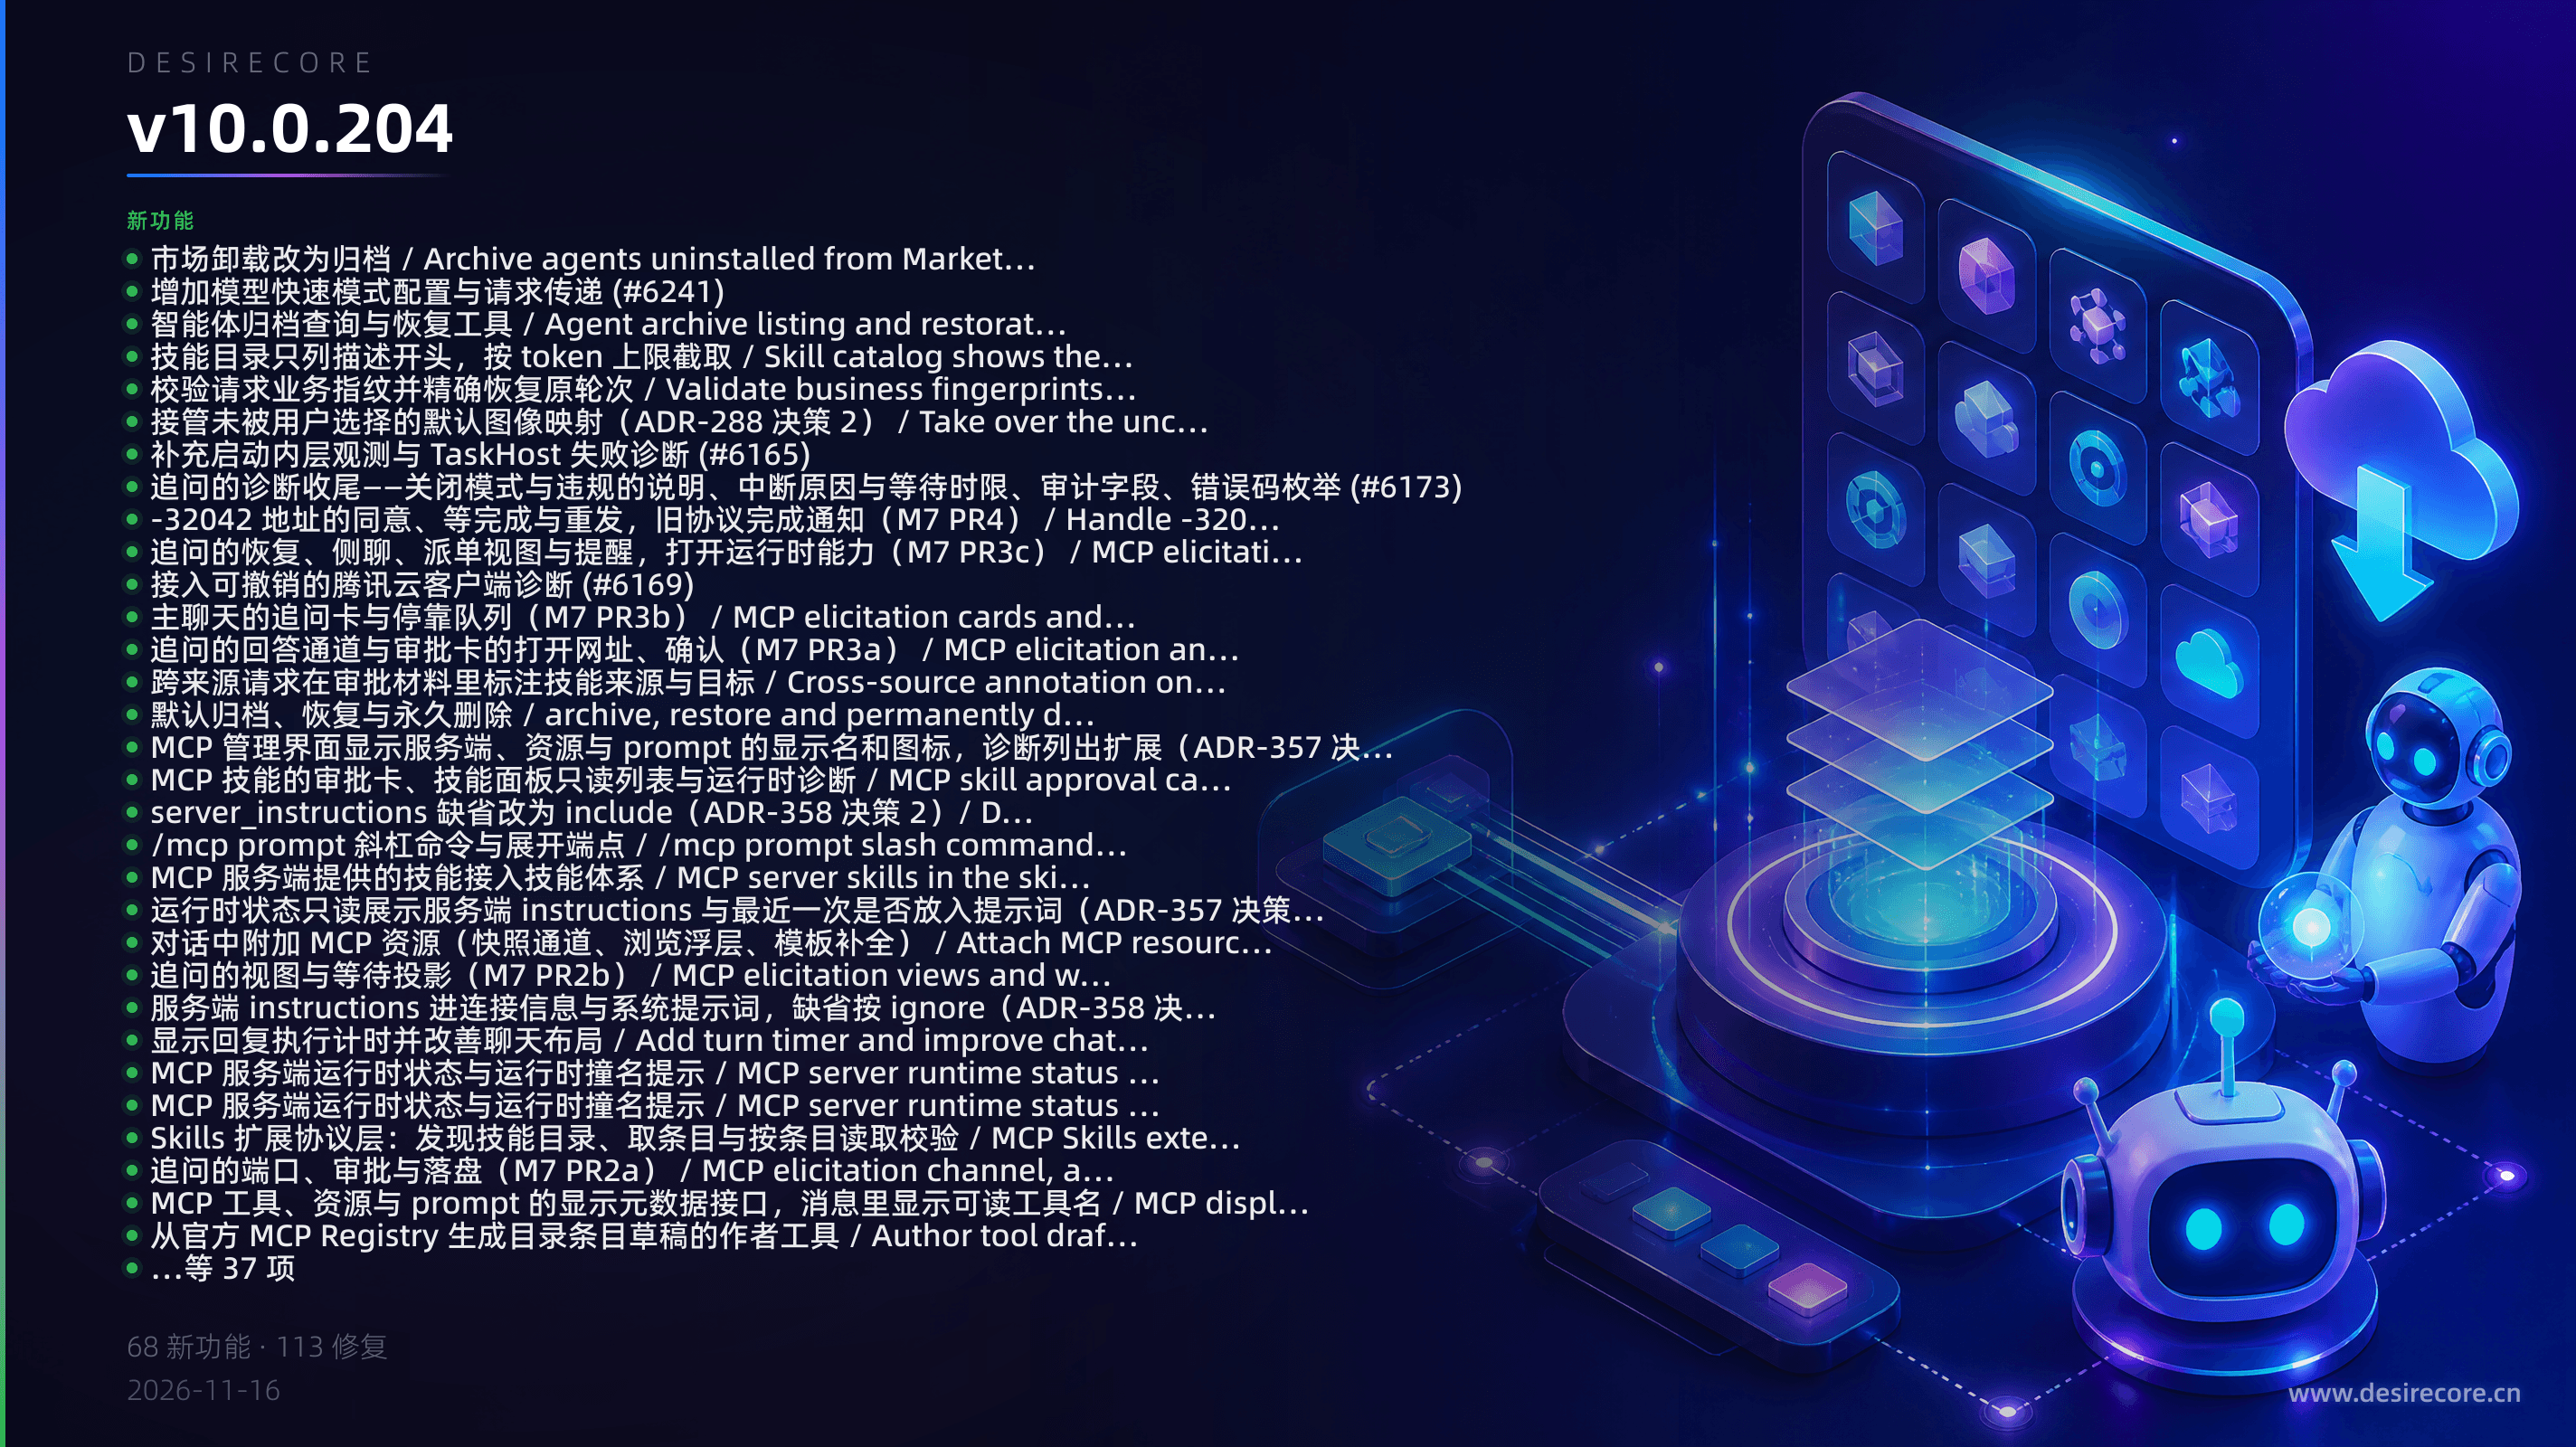 DESIRECORE
v10.0.204
新功能
市场卸载改为归档 / Archive agents uninstalled from Market…
增加模型快速模式配置与请求传递 (#6241)
智能体归档查询与恢复工具 / Agent archive listing and restorat…
技能目录只列描述开头，按 token 上限截取 / Skill catalog shows the…
校验请求业务指纹并精确恢复原轮次 / Validate business fingerprints…
接管未被用户选择的默认图像映射（ADR-288 决策 2） / Take over the unc…
补充启动内层观测与 TaskHost 失败诊断 (#6165)
追问的诊断收尾——关闭模式与违规的说明、中断原因与等待时限、审计字段、错误码枚举 (#6173)
-32042 地址的同意、等完成与重发，旧协议完成通知（M7 PR4） / Handle -320…
追问的恢复、侧聊、派单视图与提醒，打开运行时能力（M7 PR3c） / MCP elicitati…
接入可撤销的腾讯云客户端诊断 (#6169)
主聊天的追问卡与停靠队列（M7 PR3b） / MCP elicitation cards and…
追问的回答通道与审批卡的打开网址、确认（M7 PR3a） / MCP elicitation an…
跨来源请求在审批材料里标注技能来源与目标 / Cross-source annotation on…
默认归档、恢复与永久删除 / archive, restore and permanently d…
MCP 管理界面显示服务端、资源与 prompt 的显示名和图标，诊断列出扩展（ADR-357 决…
MCP 技能的审批卡、技能面板只读列表与运行时诊断 / MCP skill approval ca…
server_instructions 缺省改为 include（ADR-358 决策 2）/ D…
/mcp prompt 斜杠命令与展开端点 / /mcp prompt slash command…
MCP 服务端提供的技能接入技能体系 / MCP server skills in the ski…
运行时状态只读展示服务端 instructions 与最近一次是否放入提示词（ADR-357 决策…
对话中附加 MCP 资源（快照通道、浏览浮层、模板补全） / Attach MCP resourc…
追问的视图与等待投影（M7 PR2b） / MCP elicitation views and w…
服务端 instructions 进连接信息与系统提示词，缺省按 ignore（ADR-358 决…
显示回复执行计时并改善聊天布局 / Add turn timer and improve chat…
MCP 服务端运行时状态与运行时撞名提示 / MCP server runtime status …
MCP 服务端运行时状态与运行时撞名提示 / MCP server runtime status …
Skills 扩展协议层：发现技能目录、取条目与按条目读取校验 / MCP Skills exte…
追问的端口、审批与落盘（M7 PR2a） / MCP elicitation channel, a…
MCP 工具、资源与 prompt 的显示元数据接口，消息里显示可读工具名 / MCP displ…
从官方 MCP Registry 生成目录条目草稿的作者工具 / Author tool draf…
…等 37 项
68 新功能 · 113 修复
2026-11-16
www.desirecore.cn